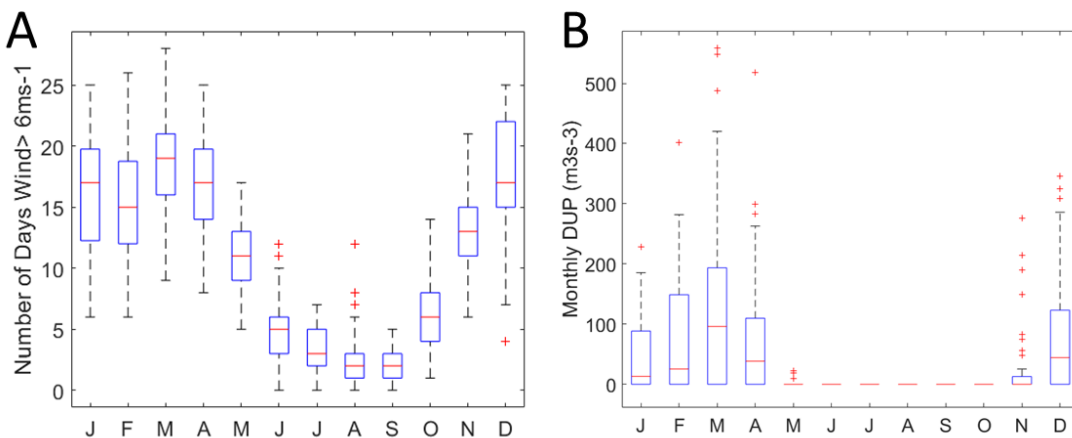 A
Number of Days Wind> 6ms-1
25
20
15
10
5
0
J F M A M J J A S O N D
B
Monthly DUP (m3s-3)
500
400
300
200
100
0
J F M A M J J A S O N D